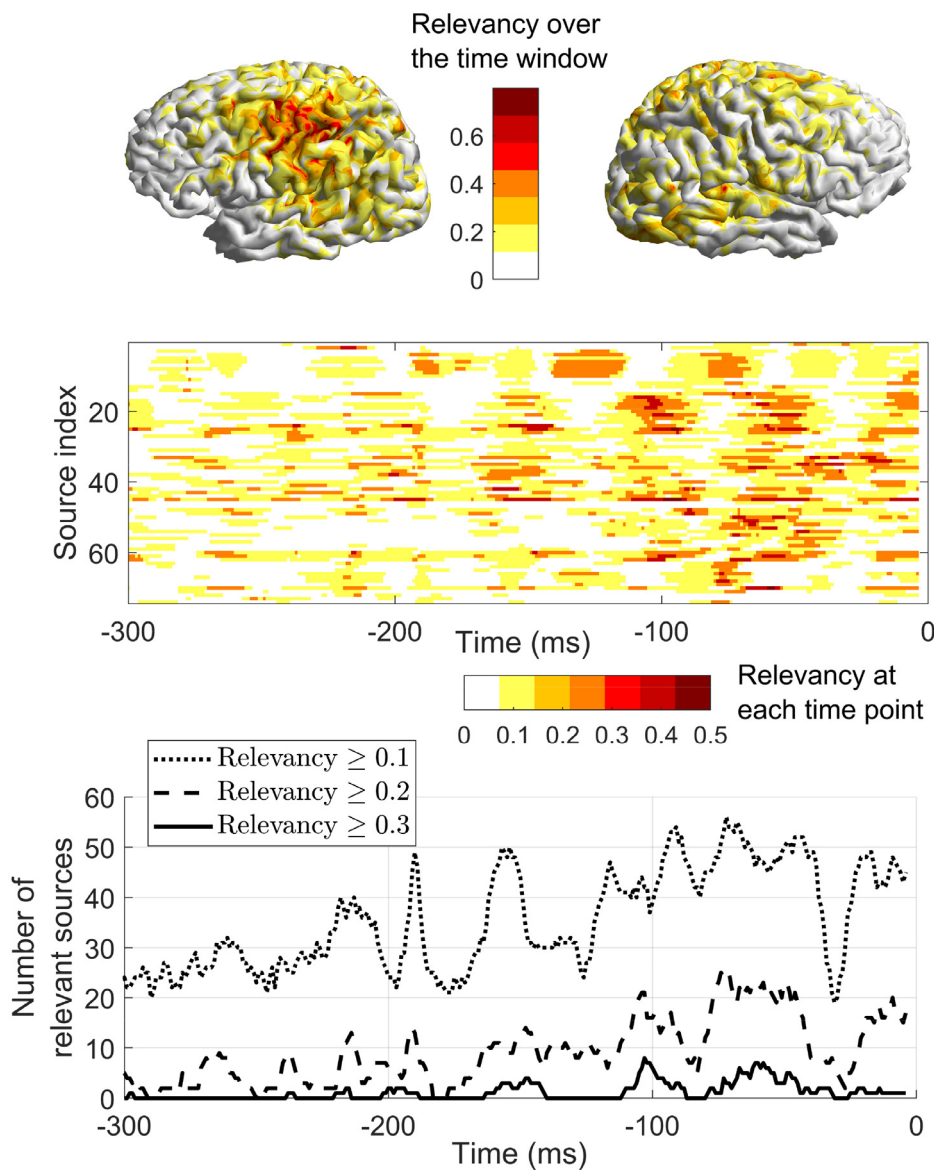 Relevancy over
the time window
0.6
0.4
0.2
0
Source index
20
40
60
-300
-200
-100
0
Time (ms)
Relevancy at
each time point
0
0.1
0.2
0.3
0.4
0.5
Relevancy ≥ 0.1
Relevancy ≥ 0.2
Relevancy ≥ 0.3
Number of
relevant sources
60
50
40
30
20
10
0
-300
-200
-100
0
Time (ms)